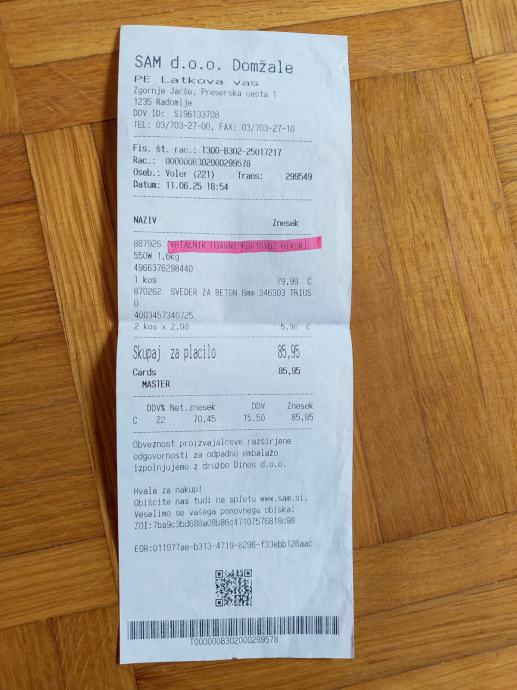 SAM d.o.o. Domžale
PE Latkova vas
Zgornje Jarše, Preserska cesta 1
1235 Radomlje
DDV ID: SI96133708
TEL: 03/703-27-00, FAX: 03/703-27-10
Fis. št. rac.: T300-B302-25017217
Rac.: 000000B302000299578
Oseb.: Voler (221) Trans: 299549
Datum: 11.06.25 18:54
NAZIV Znesek
887926 VRTALNIK UDARNI FDV16VB2 HIKOKI
550W 1,6kg
4966376298440
1 kos 79,99 C
870262 SVEDER ZA BETON 6mm 346303 TRIUS
O
4003457340725
2 kos x 2.98 5,96 C
Skupaj za plačilo 85,95
Cards 85,95
MASTER
DDV% Net.znesek DDV Znesek
C 22 70,45 15,50 85,95
Obveznost proizvajalceve razširjene
odgovornosti za odpadno embalažo
izpolnjujemo z družbo Dinos d.o.o.
Hvala za nakup!
Obiščite nas tudi na spletu www.sam.si.
Veselimo se vašega ponovnega obiska!
ZOI:7ba9c3bd688a08b86c47107576818c98
EOR:011977ae-b313-4719-8296-f33ebb126aac
T000000B302000299578